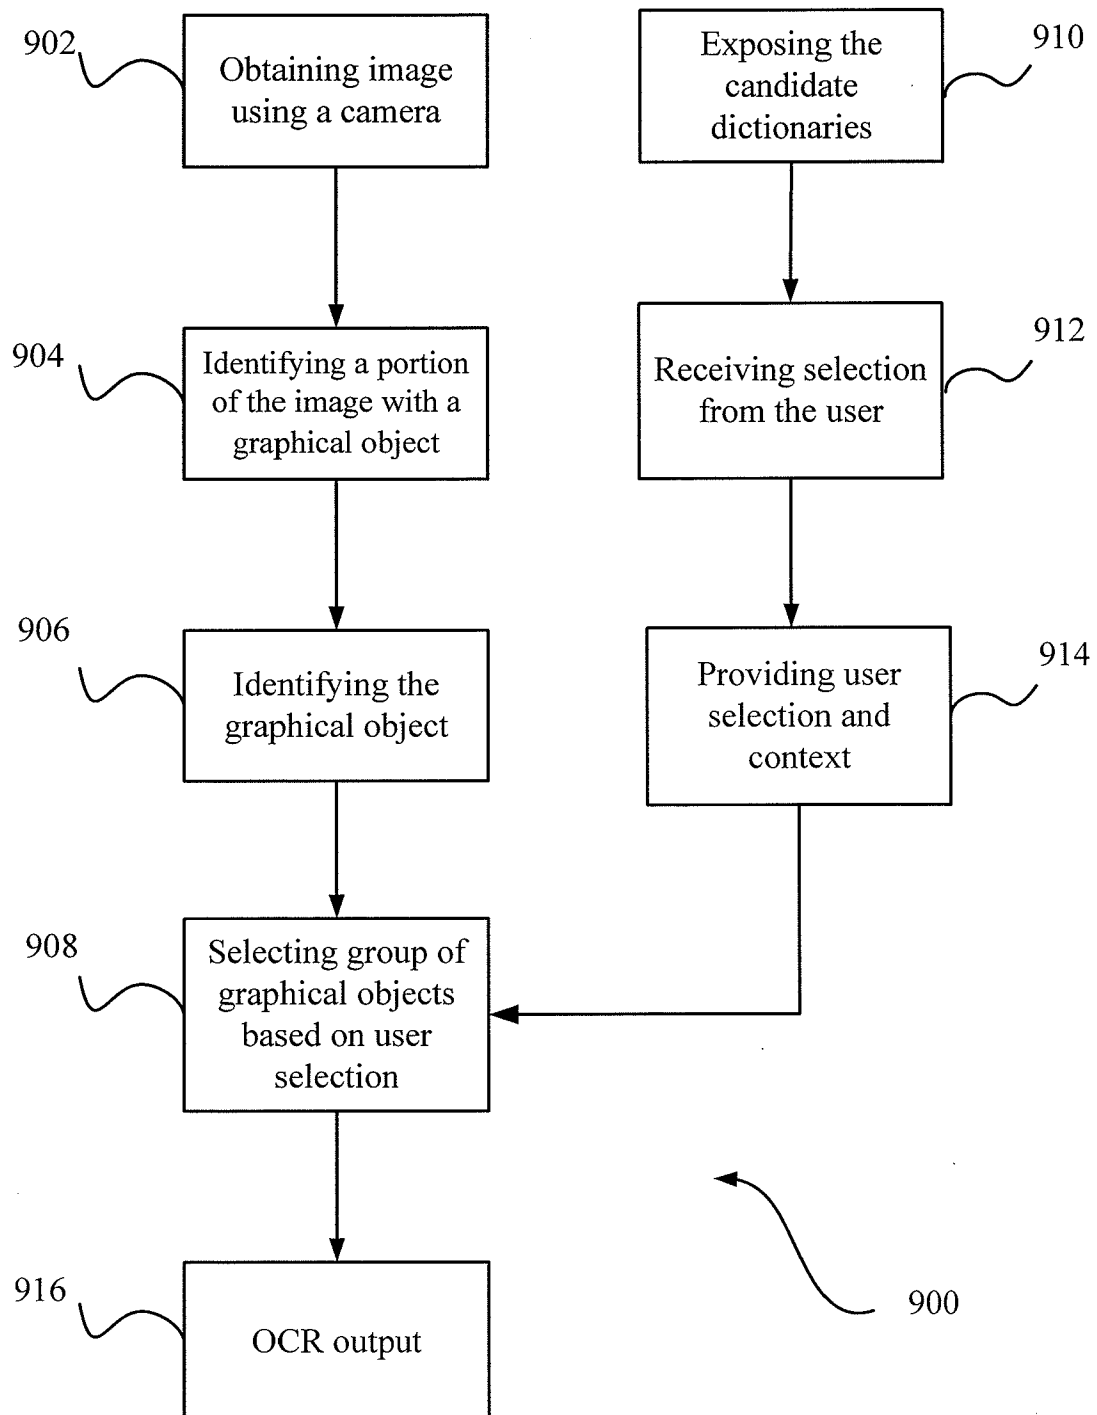 902
Obtaining image
using a camera
904
Identifying a portion
of the image with a
graphical object
906
Identifying the
graphical object
908
Selecting group of
graphical objects
based on user
selection
916
OCR output
910
Exposing the
candidate
dictionaries
912
Receiving selection
from the user
914
Providing user
selection and
context
900